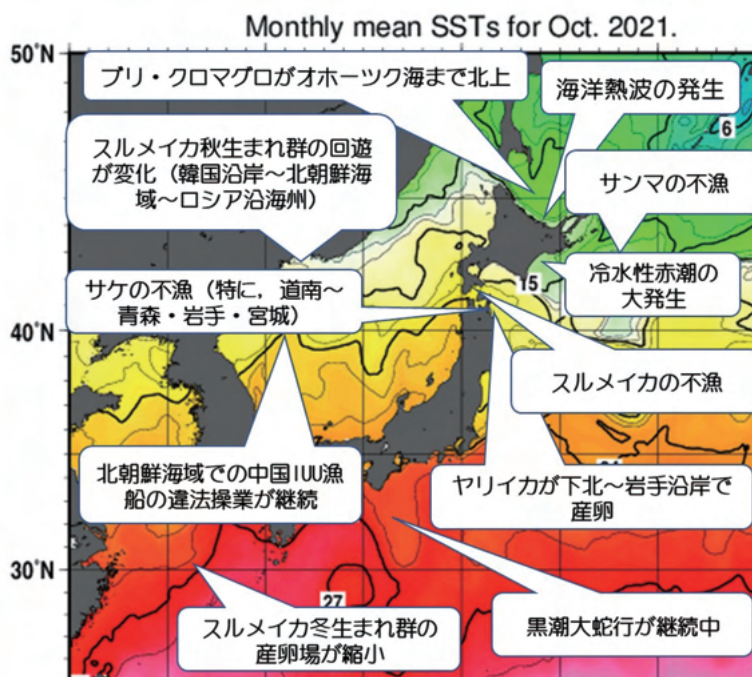 Monthly mean SSTs for Oct. 2021.
50°N
ブリ・クロマグロがオホーツク海まで北上
海洋熱波の発生
6
スルメイカ秋生まれ群の回遊
が変化（韓国沿岸～北朝鮮海
域～ロシア沿海州）
サンマの不漁
15
冷水性赤潮の
大発生
サケの不漁（特に，道南～
青森・岩手・宮城）
40°N
スルメイカの不漁
北朝鮮海域での中国IUU漁
船の違法操業が継続
ヤリイカが下北～岩手沿岸で
産卵
30°N
27
スルメイカ冬生まれ群の
産卵場が縮小
黒潮大蛇行が継続中